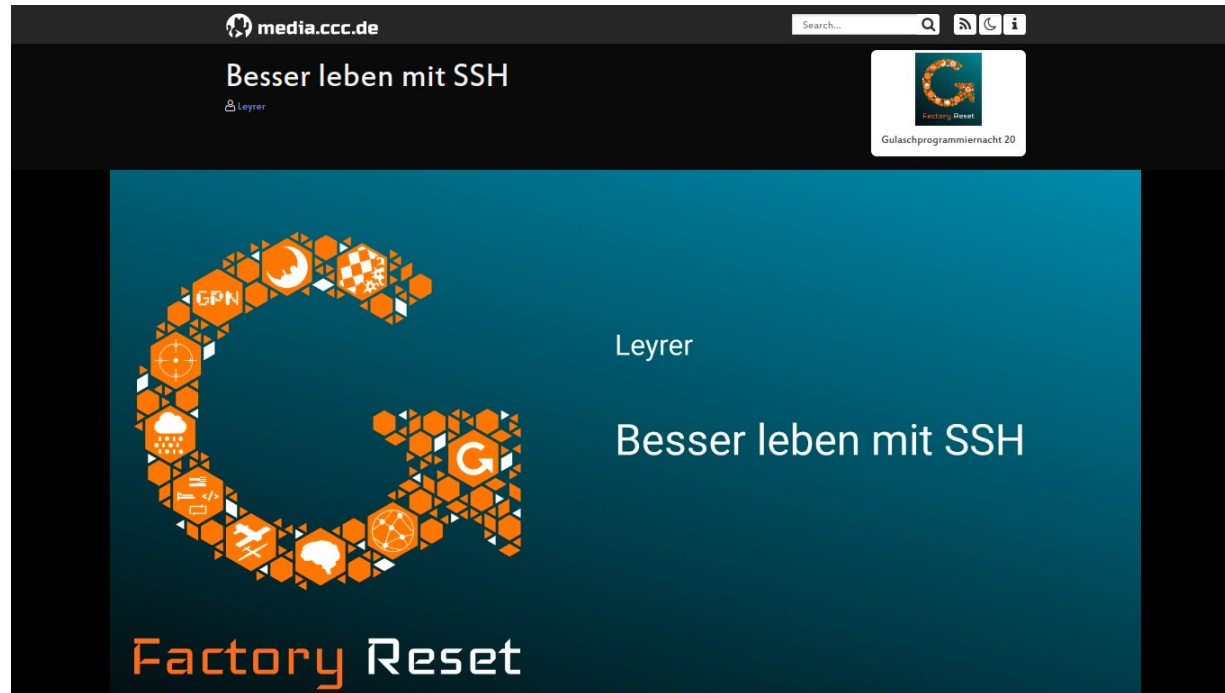 media.ccc.de
Search...
i
Besser leben mit SSH
Leyrer
Factory Reset
Gulaschprogrammiernacht 20
GPN
Leyrer
Besser leben mit SSH
G
</>
Factory Reset